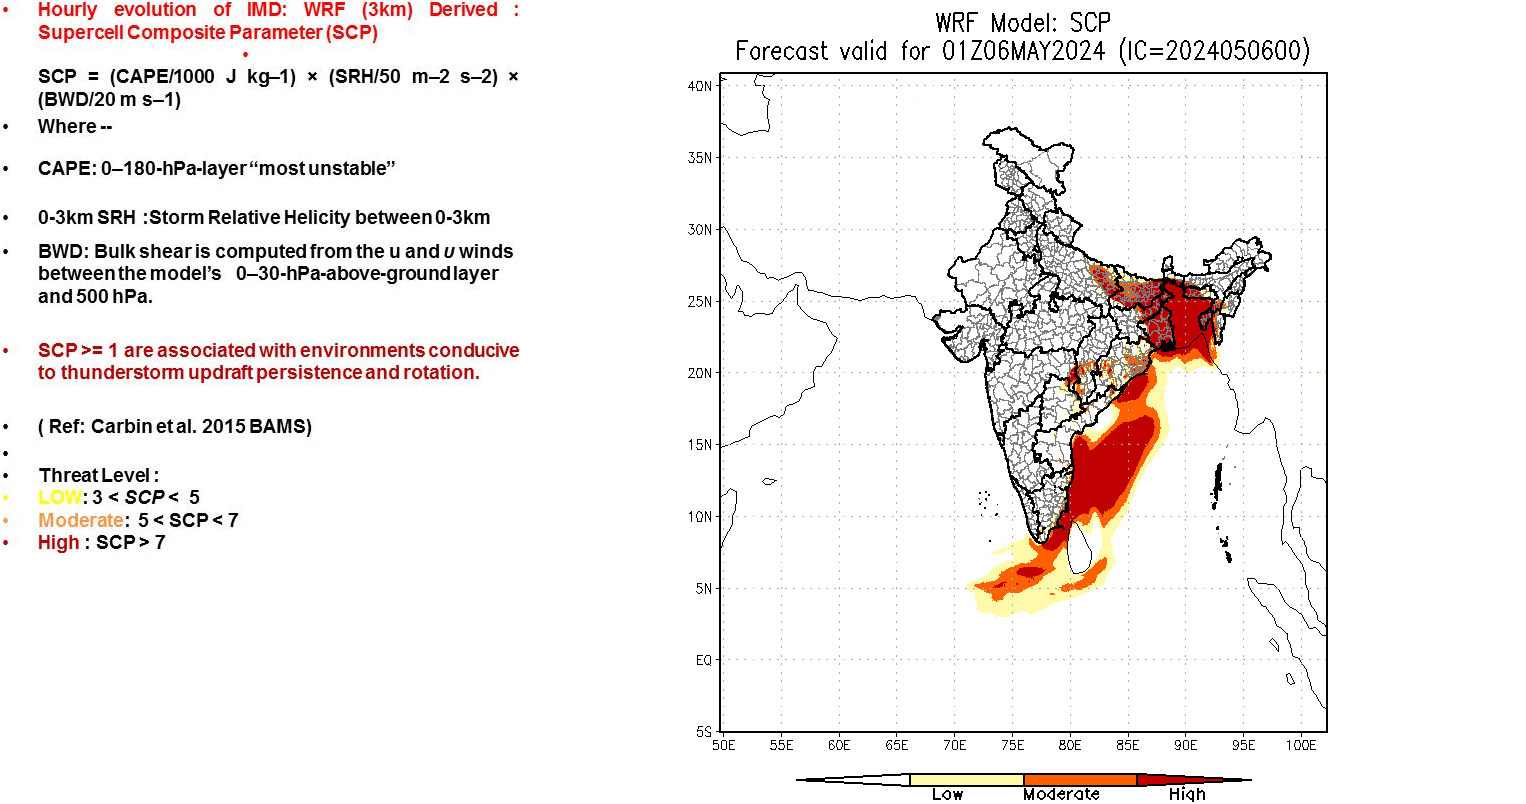 • Hourly evolution of IMD: WRF (3km) Derived :
Supercell Composite Parameter (SCP)
•
SCP = (CAPE/1000 J kg–1) × (SRH/50 m–2 s–2) ×
(BWD/20 m s–1)
• Where --
• CAPE: 0–180-hPa-layer “most unstable”
• 0-3km SRH :Storm Relative Helicity between 0-3km
• BWD: Bulk shear is computed from the u and υ winds
between the model’s 0–30-hPa-above-ground layer
and 500 hPa.
• SCP >= 1 are associated with environments conducive
to thunderstorm updraft persistence and rotation.
• ( Ref: Carbin et al. 2015 BAMS)
•
• Threat Level :
• LOW: 3 < SCP < 5
• Moderate: 5 < SCP < 7
• High : SCP > 7
WRF Model: SCP
Forecast valid for 01Z06MAY2024 (IC=2024050600)
40N
35N
30N
25N
20N
15N
10N
5N
EQ
5S
50E 55E 60E 65E 70E 75E 80E 85E 90E 95E 100E
Low Moderate High